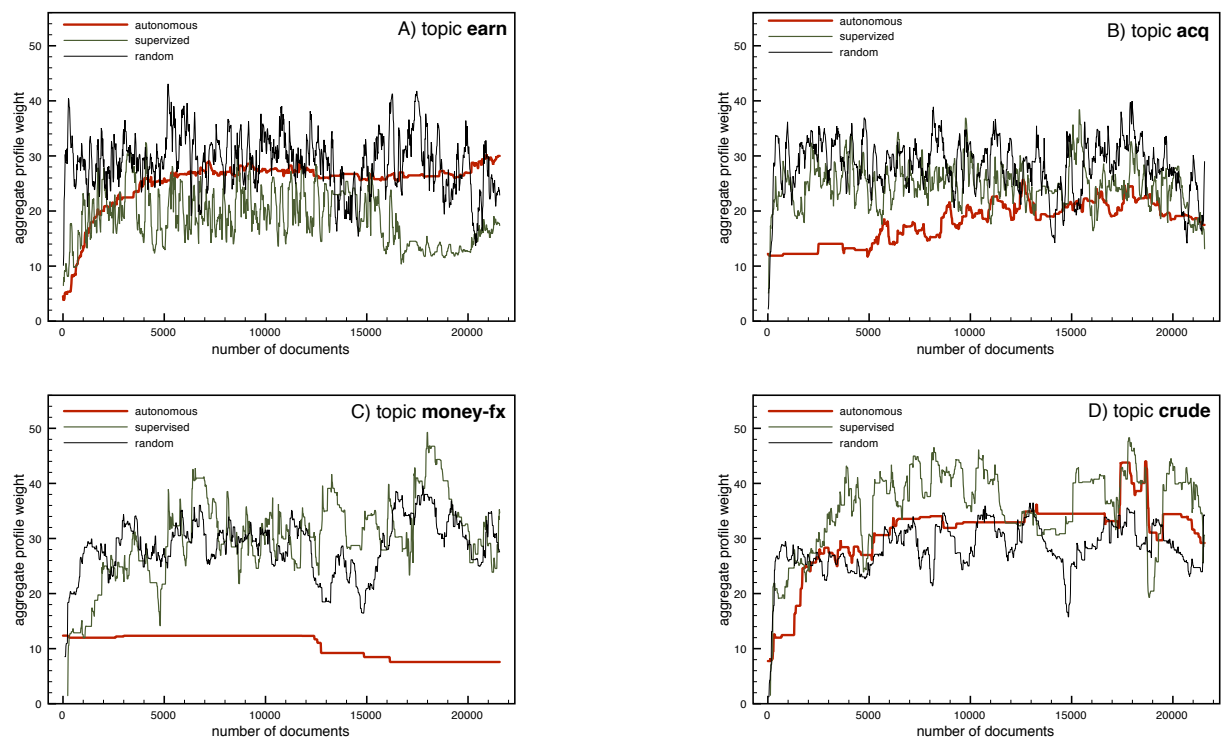 A) topic earn
autonomous
supervized
random
aggregate profile weight
50
40
30
20
10
0
0 5000 10000 15000 20000
number of documents
B) topic acq
autonomous
supervized
random
aggregate profile weight
50
40
30
20
10
0
0 5000 10000 15000 20000
number of documents
C) topic money-fx
autonomous
supervised
random
aggregate profile weight
50
40
30
20
10
0
0 5000 10000 15000 20000
number of documents
D) topic crude
autonomous
supervised
random
aggregate profile weight
50
40
30
20
10
0
0 5000 10000 15000 20000
number of documents